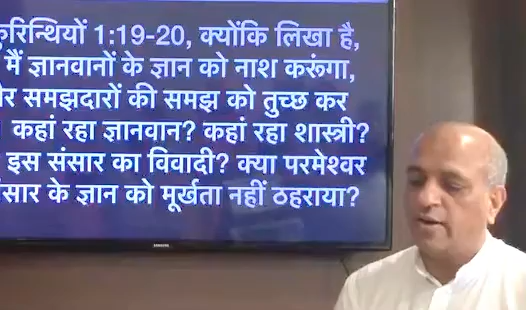 कुरिन्थियों 1:19-20, क्योंकि लिखा है,
मैं ज्ञानवानों के ज्ञान को नाश करूंगा,
समझदारों की समझ को तुच्छ कर
कहां रहा ज्ञानवान? कहां रहा शास्त्री?
इस संसार का विवादी? क्या परमेश्वर
के ज्ञान को मूर्खता नहीं ठहराया?
SAMSUNG